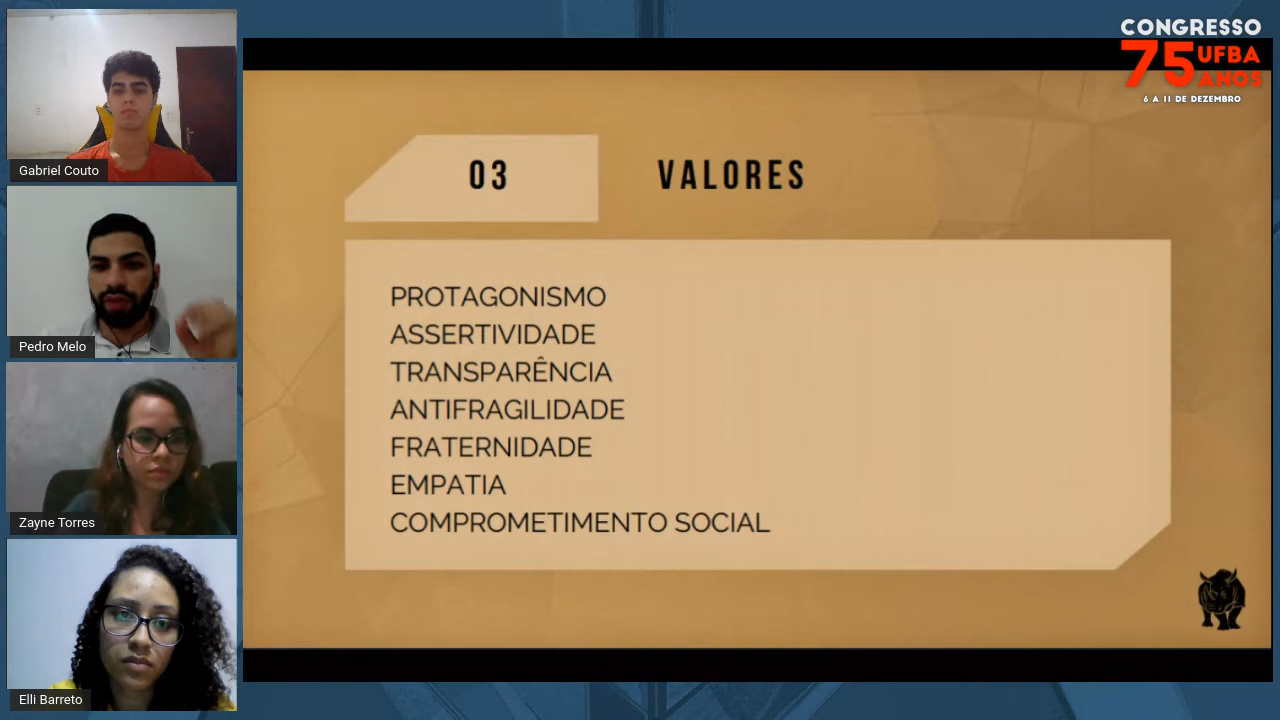 CONGRESSO
75 UFBA
ANOS
6 A 11 DE DEZEMBRO
Gabriel Couto
Pedro Melo
Zayne Torres
Elli Barreto
03
VALORES
PROTAGONISMO
ASSERTIVIDADE
TRANSPARÊNCIA
ANTIFRAGILIDADE
FRATERNIDADE
EMPATIA
COMPROMETIMENTO SOCIAL